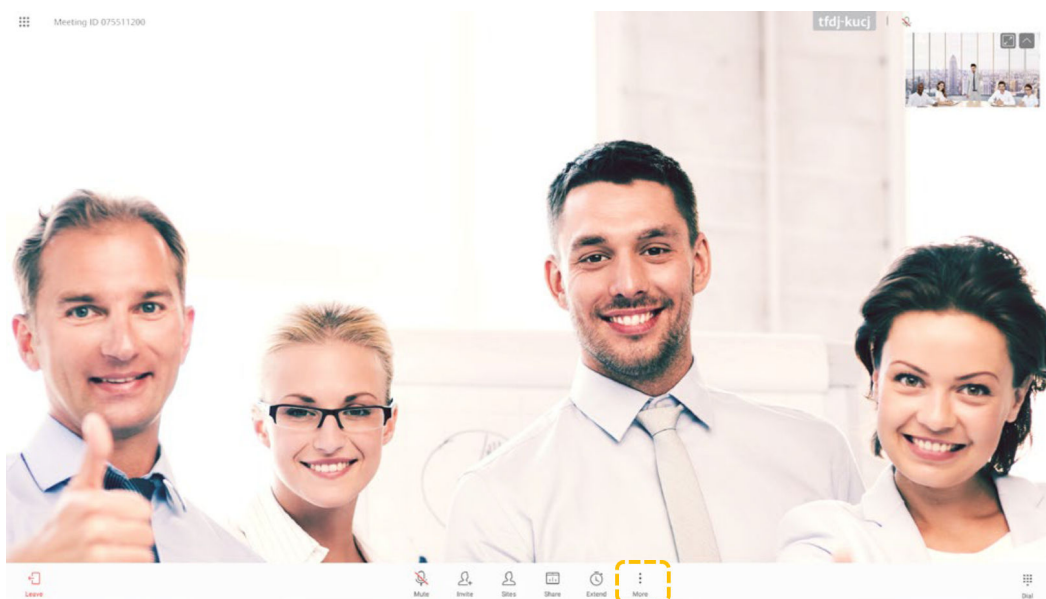 Meeting ID 075511200
tfdj-kucj
Leave
Mute
Invite
Sites
Share
Extend
More
Dial